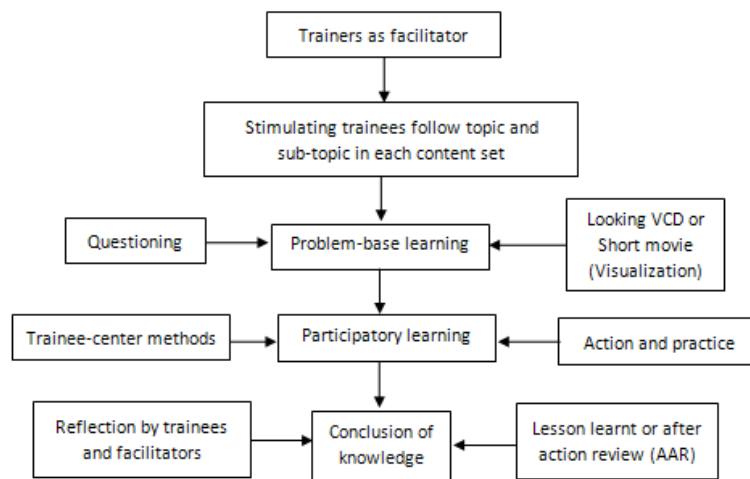 Trainers as facilitator
Stimulating trainees follow topic and
sub-topic in each content set
Questioning
Problem-base learning
Looking VCD or
Short movie
(Visualization)
Trainee-center methods
Participatory learning
Action and practice
Reflection by trainees
and facilitators
Conclusion of
knowledge
Lesson learnt or after
action review (AAR)